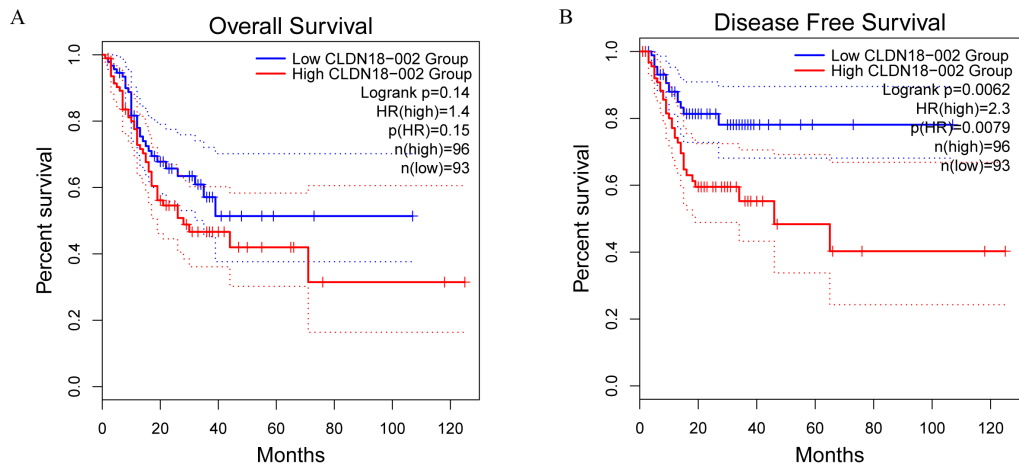 A
Overall Survival
Low CLDN18−002 Group
High CLDN18−002 Group
Logrank p=0.14
HR(high)=1.4
p(HR)=0.15
n(high)=96
n(low)=93
Percent survival
1.0
0.8
0.6
0.4
0.2
0.0
0 20 40 60 80 100 120
Months
B
Disease Free Survival
Low CLDN18−002 Group
High CLDN18−002 Group
Logrank p=0.0062
HR(high)=2.3
p(HR)=0.0079
n(high)=96
n(low)=93
Percent survival
1.0
0.8
0.6
0.4
0.2
0.0
0 20 40 60 80 100 120
Months